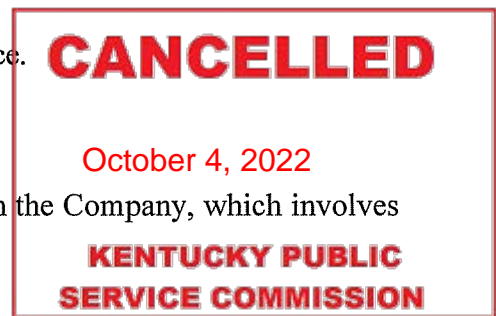 ce.
CANCELLED
October 4, 2022
n the Company, which involves
KENTUCKY PUBLIC
SERVICE COMMISSION